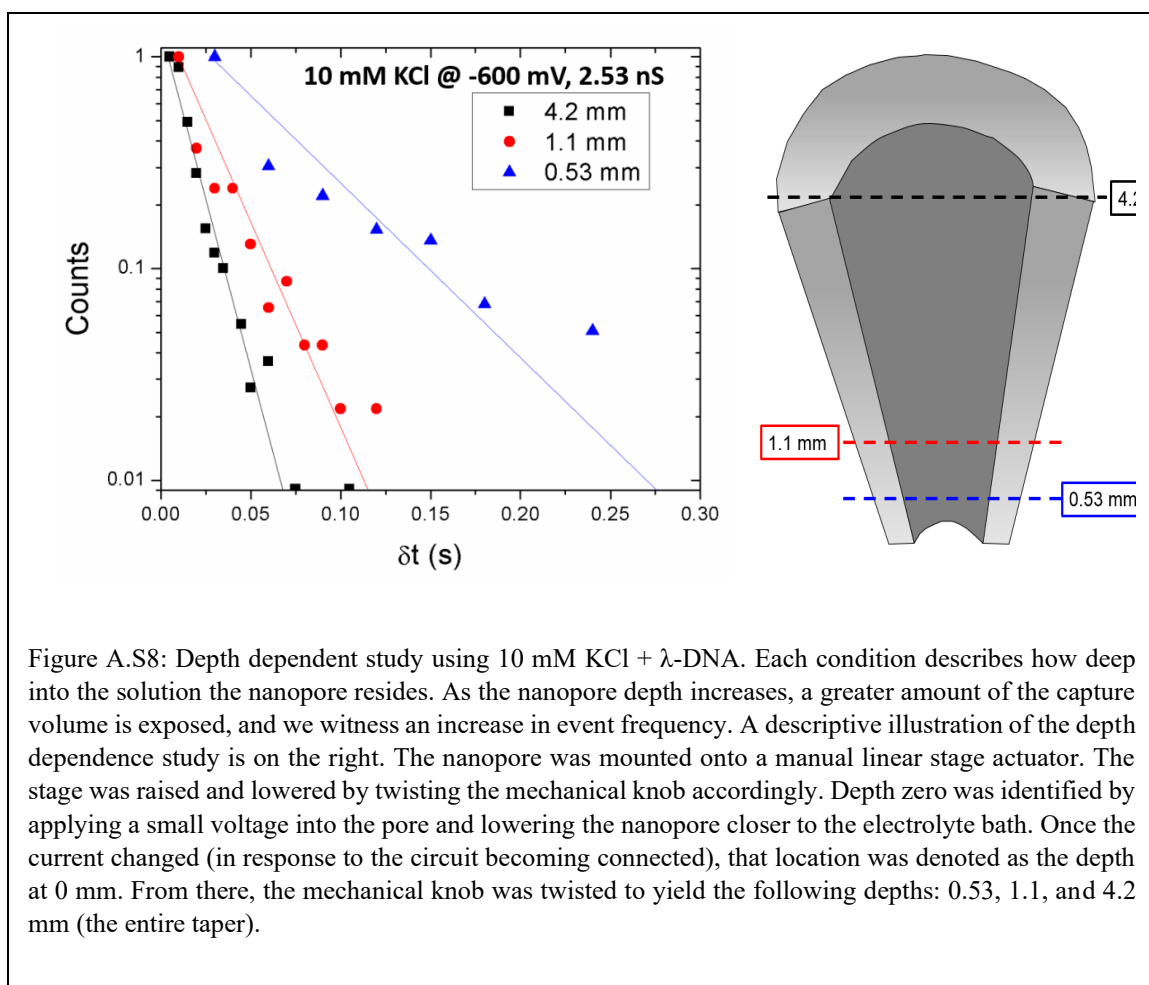 10 mM KCl @ -600 mV, 2.53 nS
4.2 mm
1.1 mm
0.53 mm
1
0.1
0.01
Counts
0.00 0.05 0.10 0.15 0.20 0.25 0.30
δt (s)
4.2
1.1 mm
0.53 mm
Figure A.S8: Depth dependent study using 10 mM KCl + λ-DNA. Each condition describes how deep
into the solution the nanopore resides. As the nanopore depth increases, a greater amount of the capture
volume is exposed, and we witness an increase in event frequency. A descriptive illustration of the depth
dependence study is on the right. The nanopore was mounted onto a manual linear stage actuator. The
stage was raised and lowered by twisting the mechanical knob accordingly. Depth zero was identified by
applying a small voltage into the pore and lowering the nanopore closer to the electrolyte bath. Once the
current changed (in response to the circuit becoming connected), that location was denoted as the depth
at 0 mm. From there, the mechanical knob was twisted to yield the following depths: 0.53, 1.1, and 4.2
mm (the entire taper).